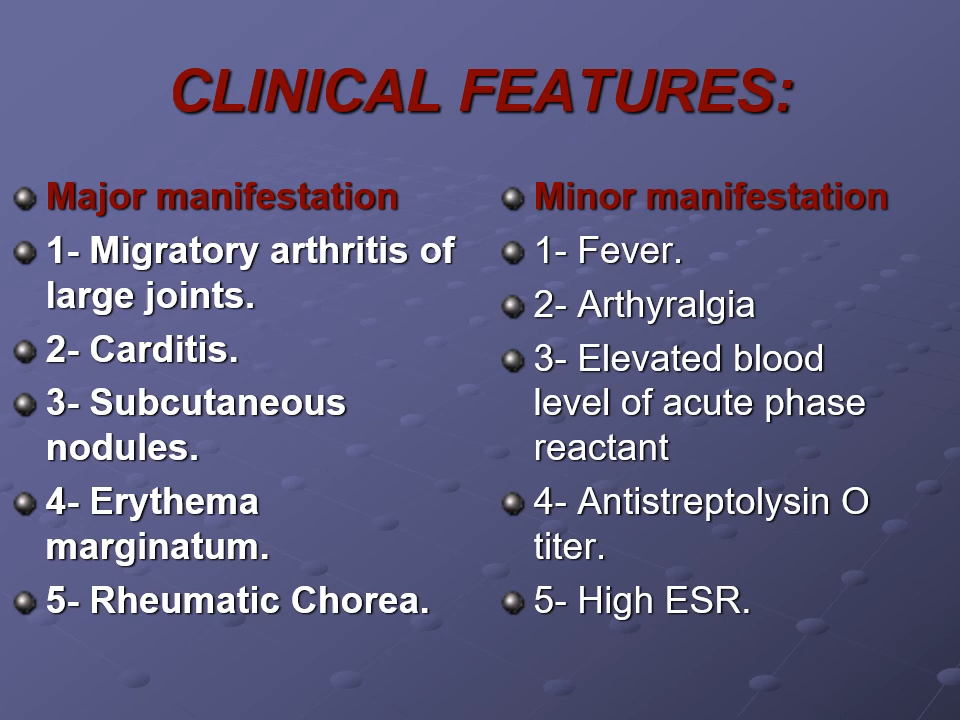 CLINICAL FEATURES:
Major manifestation
1- Migratory arthritis of
large joints.
2- Carditis.
3- Subcutaneous
nodules.
4- Erythema
marginatum.
5- Rheumatic Chorea.
Minor manifestation
1- Fever.
2- Arthyralgia
3- Elevated blood
level of acute phase
reactant
4- Antistreptolysin O
titer.
5- High ESR.